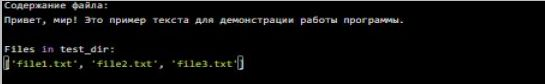 Содержание файла:
Привет, мир! Это пример текста для демонстрации работы программы.
Files in test_dir:
['file1.txt', 'file2.txt', 'file3.txt']